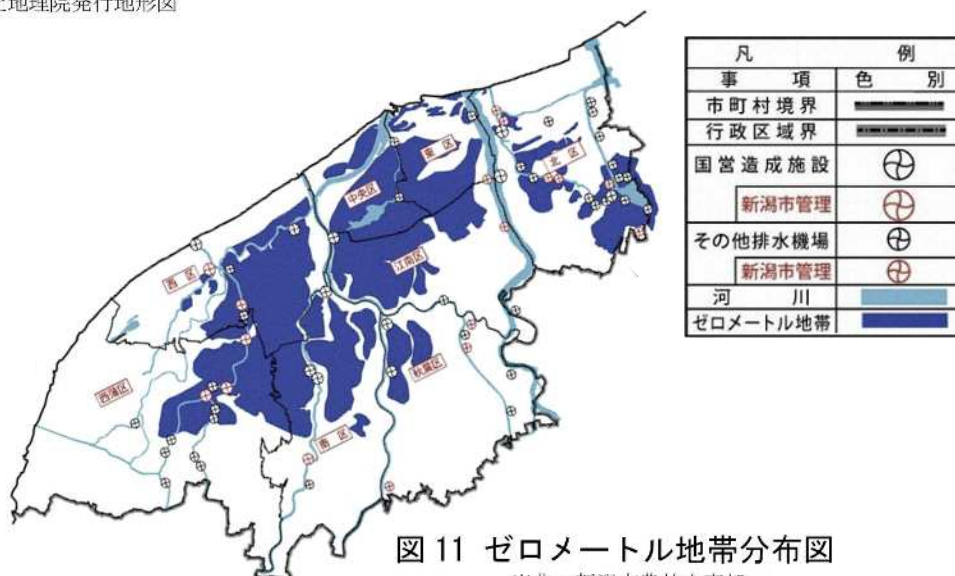 土地理院発行地形図
凡 例
事 項 色 別
市町村境界
行政区域界
国営造成施設
新潟市管理
その他排水機場
新潟市管理
河 川
ゼロメートル地帯
東 区
北 区
中央区
江南区
西 区
西蒲区
秋葉区
南 区
図 11 ゼロメートル地帯分布図